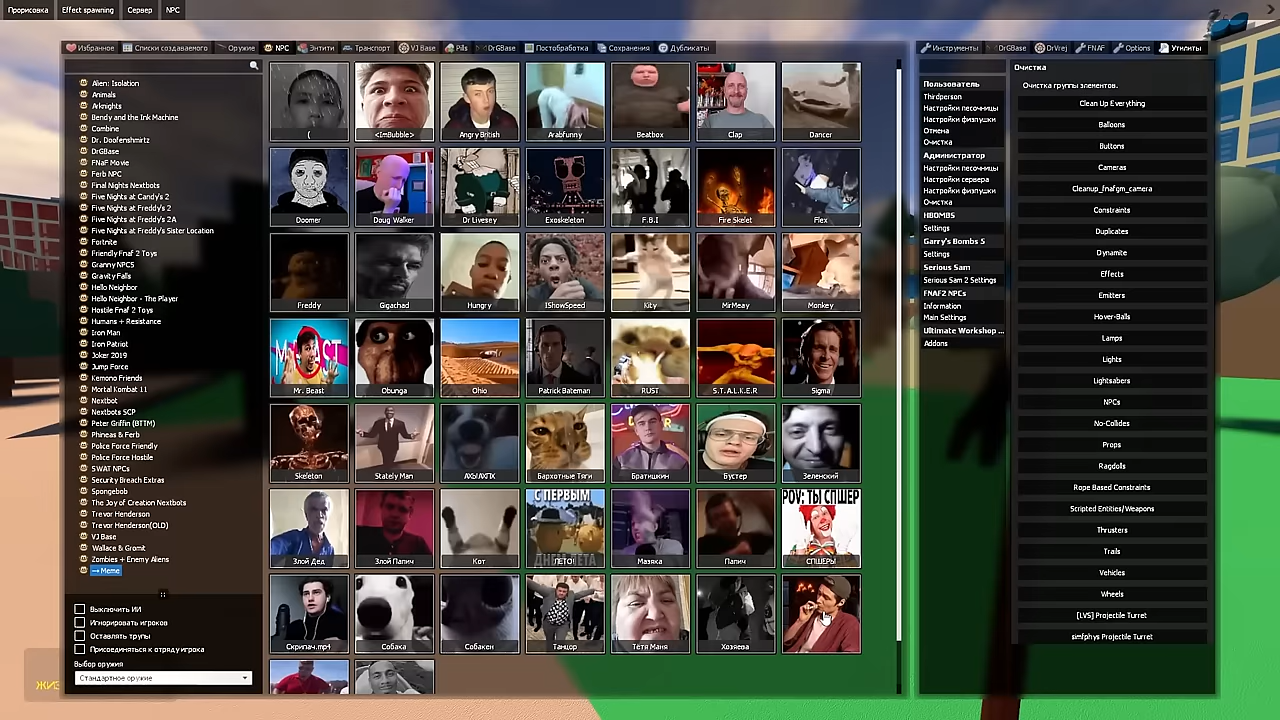 Прорисовка
Effect spawning
Сервер
NPC
Избранное
Списки создаваемого
Оружие
NPC
Энтити
Транспорт
VJ Base
Pills
DrGBase
Постобработка
Сохранения
Дубликаты
Alien: Isolation
Animals
Arknights
Bendy and the Ink Machine
Combine
Dr. Doofenshmirtz
DrGBase
FNaF Movie
Ferb NPC
Final Nights Nextbots
Five Nights at Candy's 2
Five Nights at Freddy's 2
Five Nights at Freddy's 2A
Five Nights at Freddy's Sister Location
Fortnite
Friendly Fnaf 2 Toys
Granny NPCs
Gravity Falls
Hello Neighbor
Hello Neighbor - The Player
Hostile Fnaf 2 Toys
Humans + Resistance
Iron Man
Iron Patriot
Joker 2019
Jump Force
Kemono Friends
Mortal Kombat 11
Nextbot
Nextbots SCP
Peter Griffin (BTTM)
Phineas & Ferb
Police Force Friendly
Police Force Hostile
SWAT NPCs
Security Breach Extras
Spongebob
The Joy of Creation Nextbots
Trevor Henderson
Trevor Henderson(OLD)
VJ Base
Wallace & Gromit
Zombies + Enemy Aliens
Meme
Выключить ИИ
Игнорировать игроков
Оставлять трупы
Присоединяться к отряду игрока
Выбор оружия
Стандартное оружие
(
<ImBubble>
Angry British
Arabfunny
Beatbox
Clap
Dancer
Doomer
Doug Walker
Dr Livesey
Exoskeleton
F.B.I
Fire Skelet
Flex
Freddy
Gigachad
Hungry
IShowSpeed
Kity
MirMeay
Monkey
Mr. Beast
Obunga
Ohio
Patrick Bateman
RUST
S.T.A.L.K.E.R
Sigma
Skeleton
Stately Man
АХЫАХПХ
Бархотные Тяги
Братишкин
Бустер
Зеленский
Злой Дед
Злой Папич
Кот
С ПЕРВЫМ
ДНЕМ ЛЕТА
ЛЕТО!
Мазяка
Папич
POV: ТЫ СПШЕР
СПШЕРЫ
Скрипач.mp4
Собака
Собакен
Танцор
Тётя Маня
Хозяева
Инструменты
DrGBase
DrVrej
FNAF
Options
Утилиты
Пользователь
Thirdperson
Настройки песочницы
Настройки физпушки
Отмена
Очистка
Администратор
Настройки песочницы
Настройки сервера
Настройки физпушки
Очистка
HBOMBS
Settings
Garry's Bombs 5
Settings
Serious Sam
Serious Sam 2 Settings
FNAF2 NPCs
Information
Main Settings
Ultimate Workshop ...
Addons
Очистка
Очистка группы элементов.
Clean Up Everything
Balloons
Buttons
Cameras
Cleanup_fnafgm_camera
Constraints
Duplicates
Dynamite
Effects
Emitters
Hover-Balls
Lamps
Lights
Lightsabers
NPCs
No-Collides
Props
Ragdolls
Rope Based Constraints
Scripted Entities/Weapons
Thrusters
Trails
Vehicles
Wheels
[LVS] Projectile Turret
simfphys Projectile Turret